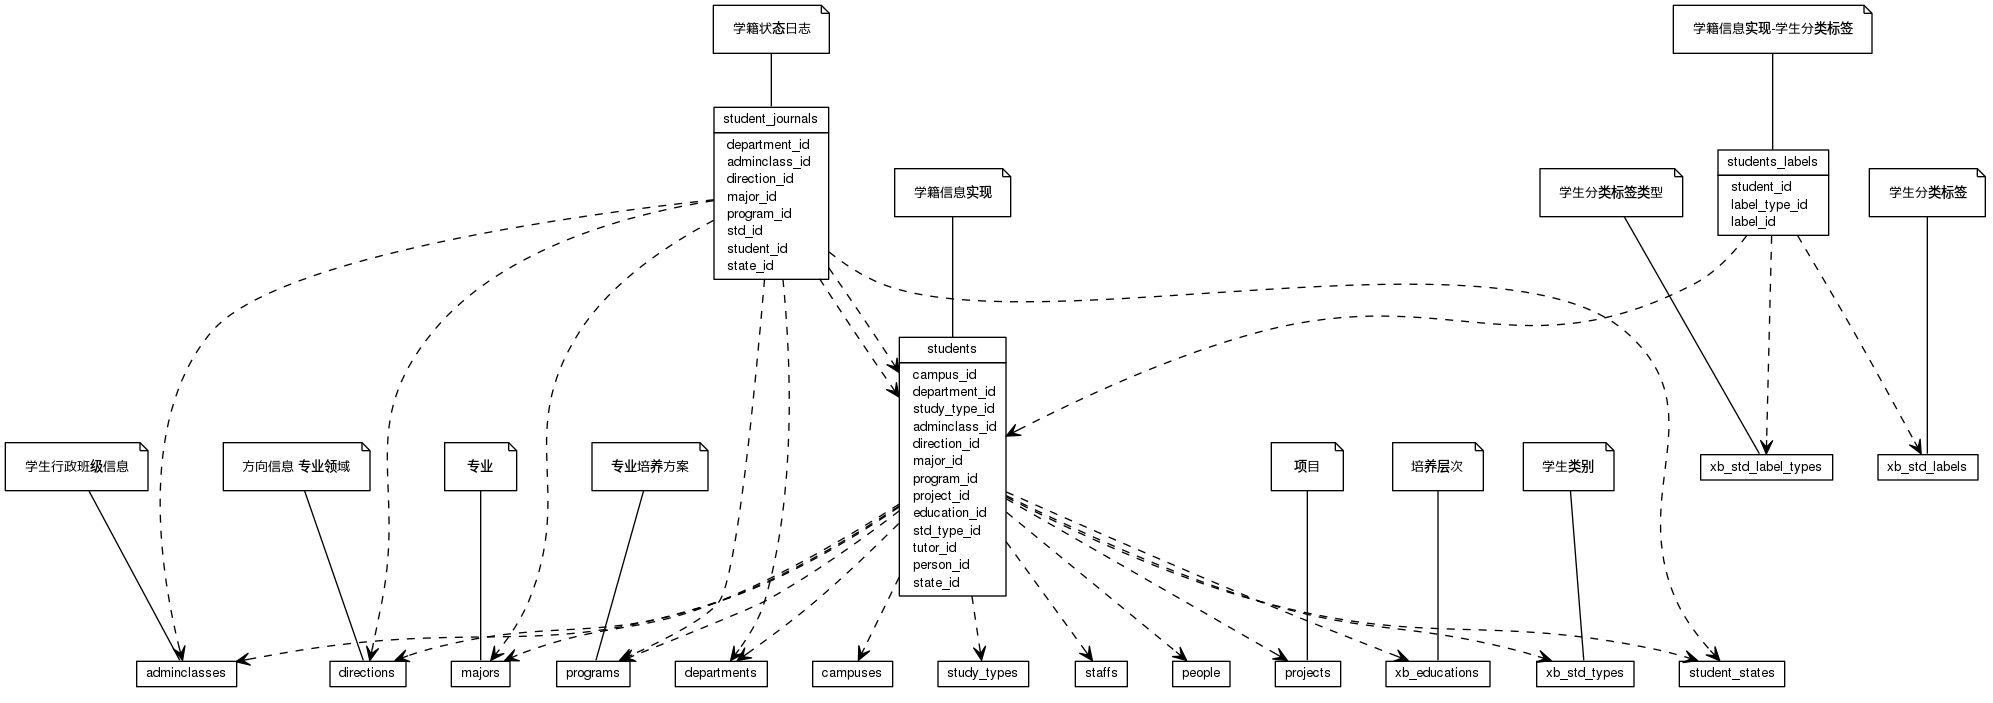 学籍状态日志
学籍信息实现-学生分类标签
student_journals
department_id
adminclass_id
direction_id
major_id
program_id
std_id
student_id
state_id
students_labels
student_id
label_type_id
label_id
学籍信息实现
学生分类标签类型
学生分类标签
students
campus_id
department_id
study_type_id
adminclass_id
direction_id
major_id
program_id
project_id
education_id
std_type_id
tutor_id
person_id
state_id
学生行政班级信息
方向信息 专业领域
专业
专业培养方案
项目
培养层次
学生类别
xb_std_label_types
xb_std_labels
adminclasses
directions
majors
programs
departments
campuses
study_types
staffs
people
projects
xb_educations
xb_std_types
student_states